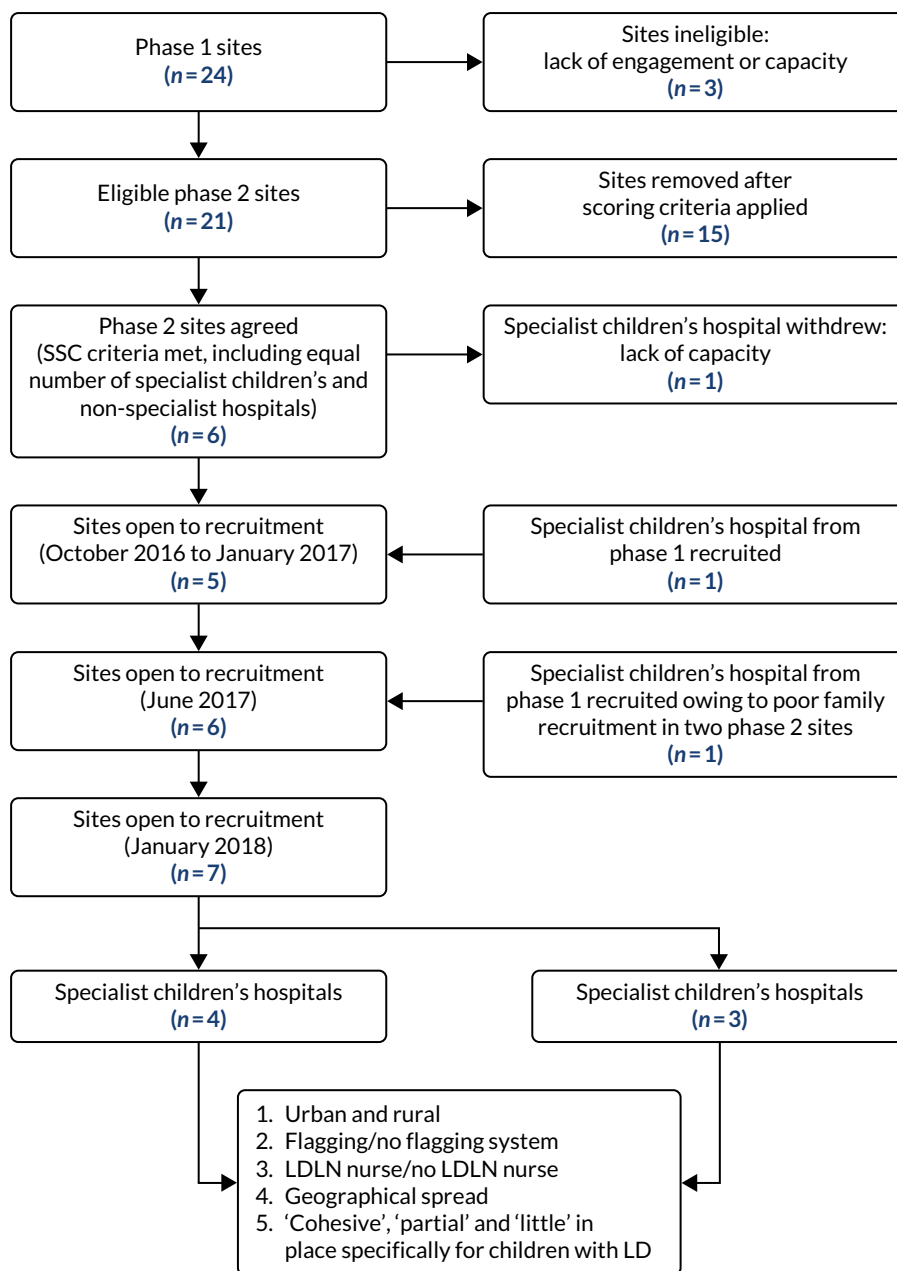 Phase 1 sites
(n = 24)
Sites ineligible:
lack of engagement or capacity
(n = 3)
Eligible phase 2 sites
(n = 21)
Sites removed after
scoring criteria applied
(n = 15)
Phase 2 sites agreed
(SSC criteria met, including equal
number of specialist children’s and
non-specialist hospitals)
(n = 6)
Specialist children’s hospital withdrew:
lack of capacity
(n = 1)
Sites open to recruitment
(October 2016 to January 2017)
(n = 5)
Specialist children’s hospital from
phase 1 recruited
(n = 1)
Sites open to recruitment
(June 2017)
(n = 6)
Specialist children’s hospital from
phase 1 recruited owing to poor family
recruitment in two phase 2 sites
(n = 1)
Sites open to recruitment
(January 2018)
(n = 7)
Specialist children’s hospitals
(n = 4)
Specialist children’s hospitals
(n = 3)
1. Urban and rural
2. Flagging/no flagging system
3. LDLN nurse/no LDLN nurse
4. Geographical spread
5. ‘Cohesive’, ‘partial’ and ‘little’ in
place specifically for children with LD